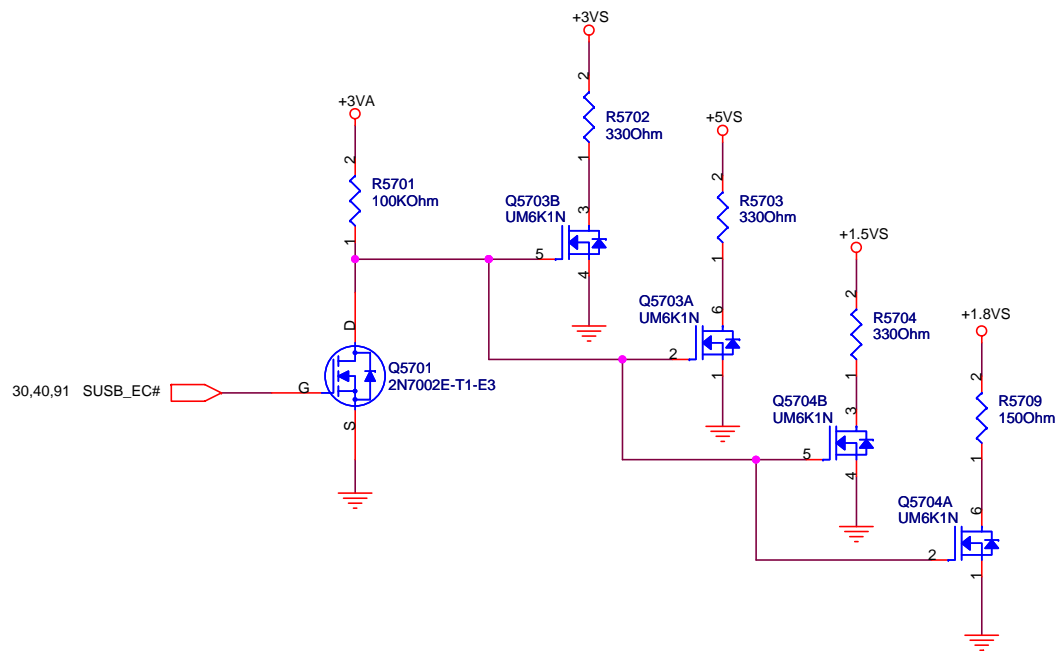 +3VS
2
R5702
330Ohm
1
+3VA
2
R5701
100KOhm
1
+5VS
2
R5703
330Ohm
1
Q5703B
UM6K1N
3
5
4
+1.5VS
2
R5704
330Ohm
1
Q5703A
UM6K1N
6
2
1
+1.8VS
2
R5709
150Ohm
1
D
Q5701
2N7002E-T1-E3
30,40,91 SUSB_EC#
G
S
Q5704B
UM6K1N
3
5
4
Q5704A
UM6K1N
6
2
1